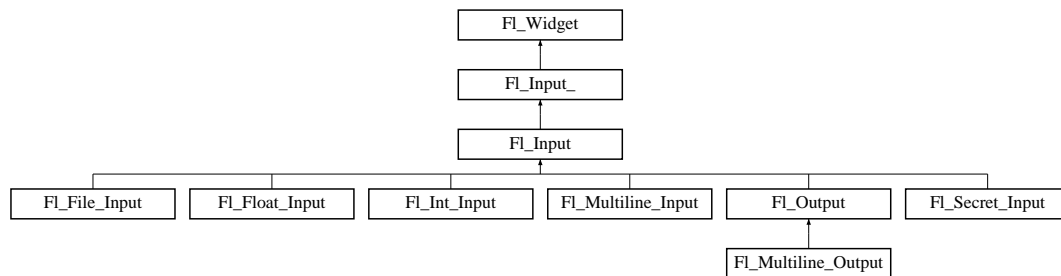 Fl_Widget
Fl_Input_
Fl_Input
Fl_File_Input Fl_Float_Input Fl_Int_Input Fl_Multiline_Input Fl_Output Fl_Secret_Input
Fl_Multiline_Output